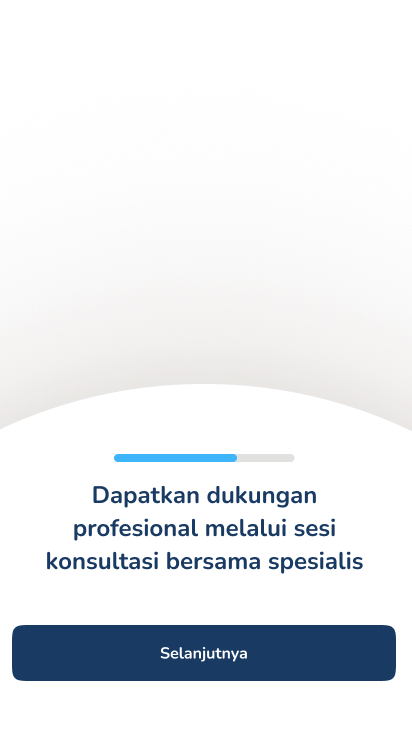 Dapatkan dukungan
profesional melalui sesi
konsultasi bersama spesialis
Selanjutnya